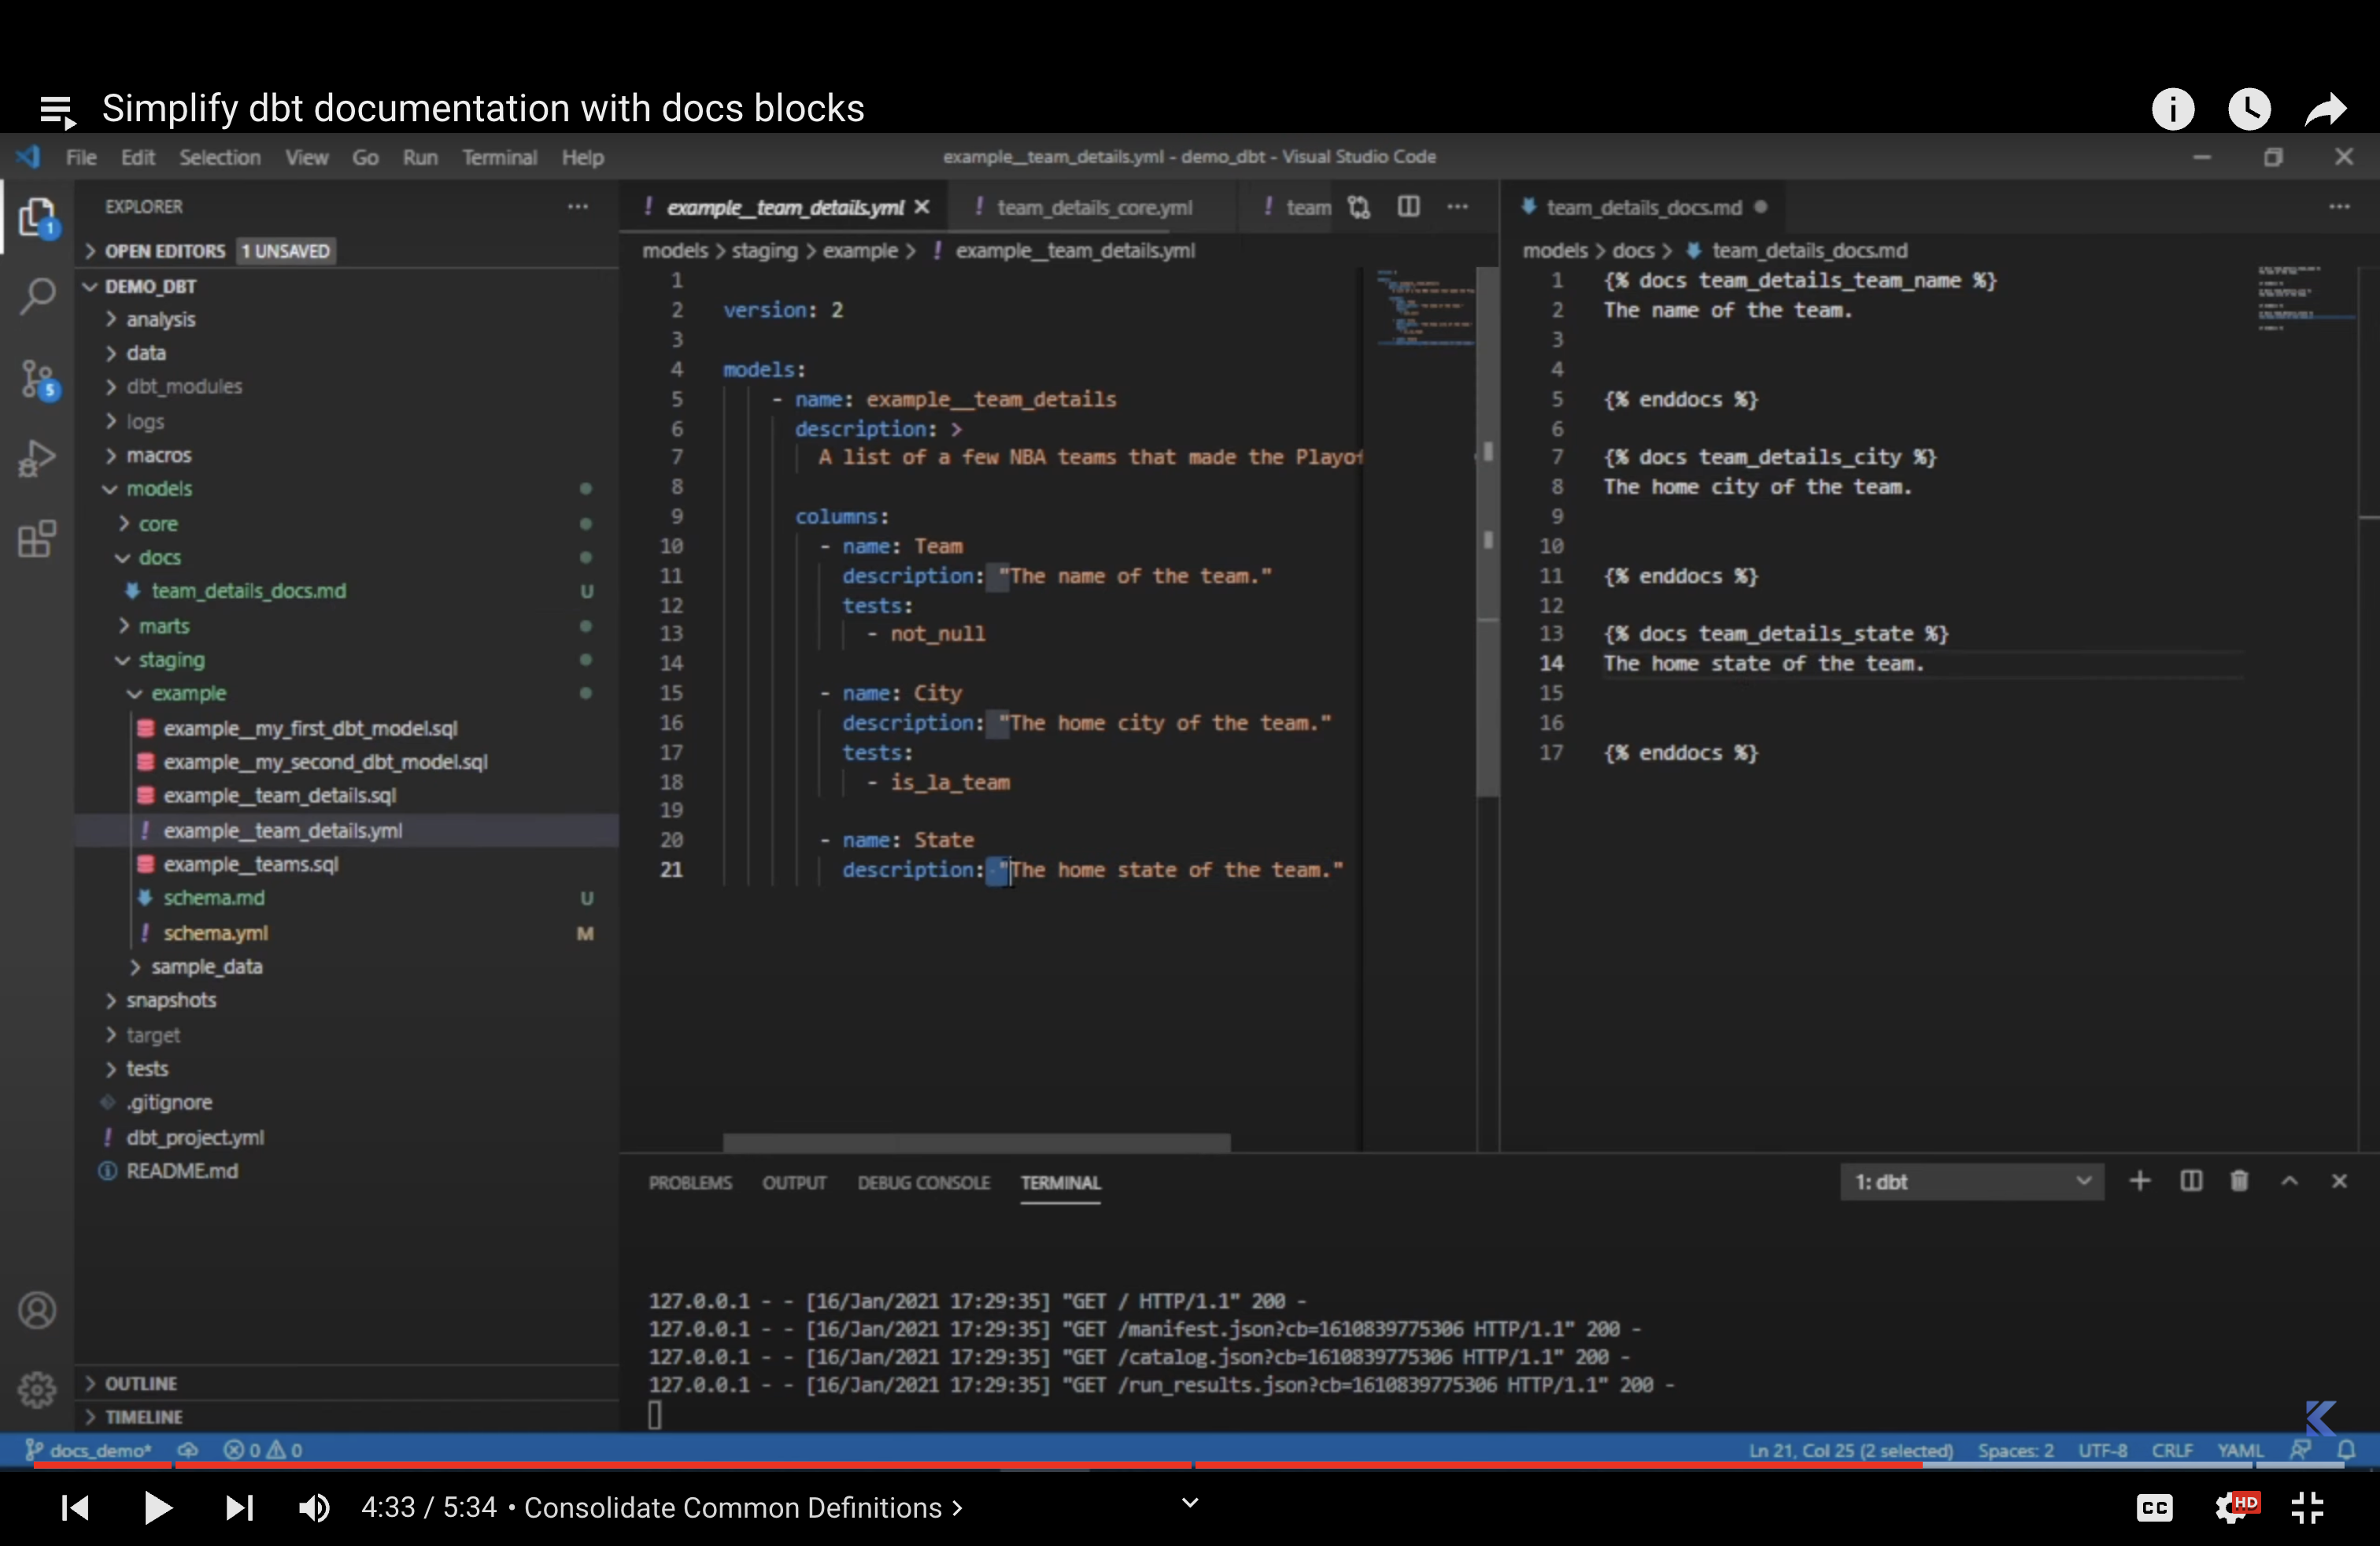 Simplify dbt documentation with docs blocks
File Edit Selection View Go Run Terminal Help
example__team_details.yml - demo_dbt - Visual Studio Code
EXPLORER
OPEN EDITORS 1 UNSAVED
DEMO_DBT
analysis
data
dbt_modules
logs
macros
models
core
docs
team_details_docs.md U
marts
staging
example
example__my_first_dbt_model.sql
example__my_second_dbt_model.sql
example__team_details.sql
example__team_details.yml
example__teams.sql
schema.md U
schema.yml M
sample_data
snapshots
target
tests
.gitignore
dbt_project.yml
README.md
OUTLINE
TIMELINE
1
5
example__team_details.yml team_details_core.yml team
models > staging > example > ! example__team_details.yml
1
2 version: 2
3
4 models:
5 - name: example__team_details
6 description: >
7 A list of a few NBA teams that made the Playof
8
9 columns:
10 - name: Team
11 description: "The name of the team."
12 tests:
13 - not_null
14
15 - name: City
16 description: "The home city of the team."
17 tests:
18 - is_la_team
19
20 - name: State
21 description: "The home state of the team."
team_details_docs.md
models > docs > team_details_docs.md
1 {% docs team_details_team_name %}
2 The name of the team.
3
4
5 {% enddocs %}
6
7 {% docs team_details_city %}
8 The home city of the team.
9
10
11 {% enddocs %}
12
13 {% docs team_details_state %}
14 The home state of the team.
15
16
17 {% enddocs %}
PROBLEMS OUTPUT DEBUG CONSOLE TERMINAL 1: dbt
127.0.0.1 - - [16/Jan/2021 17:29:35] "GET / HTTP/1.1" 200 -
127.0.0.1 - - [16/Jan/2021 17:29:35] "GET /manifest.json?cb=1610839775306 HTTP/1.1" 200 -
127.0.0.1 - - [16/Jan/2021 17:29:35] "GET /catalog.json?cb=1610839775306 HTTP/1.1" 200 -
127.0.0.1 - - [16/Jan/2021 17:29:35] "GET /run_results.json?cb=1610839775306 HTTP/1.1" 200 -
docs_demo* 0 0 Ln 21, Col 25 (2 selected) Spaces: 2 UTF-8 CRLF YAML
4:33 / 5:34 • Consolidate Common Definitions > CC HD